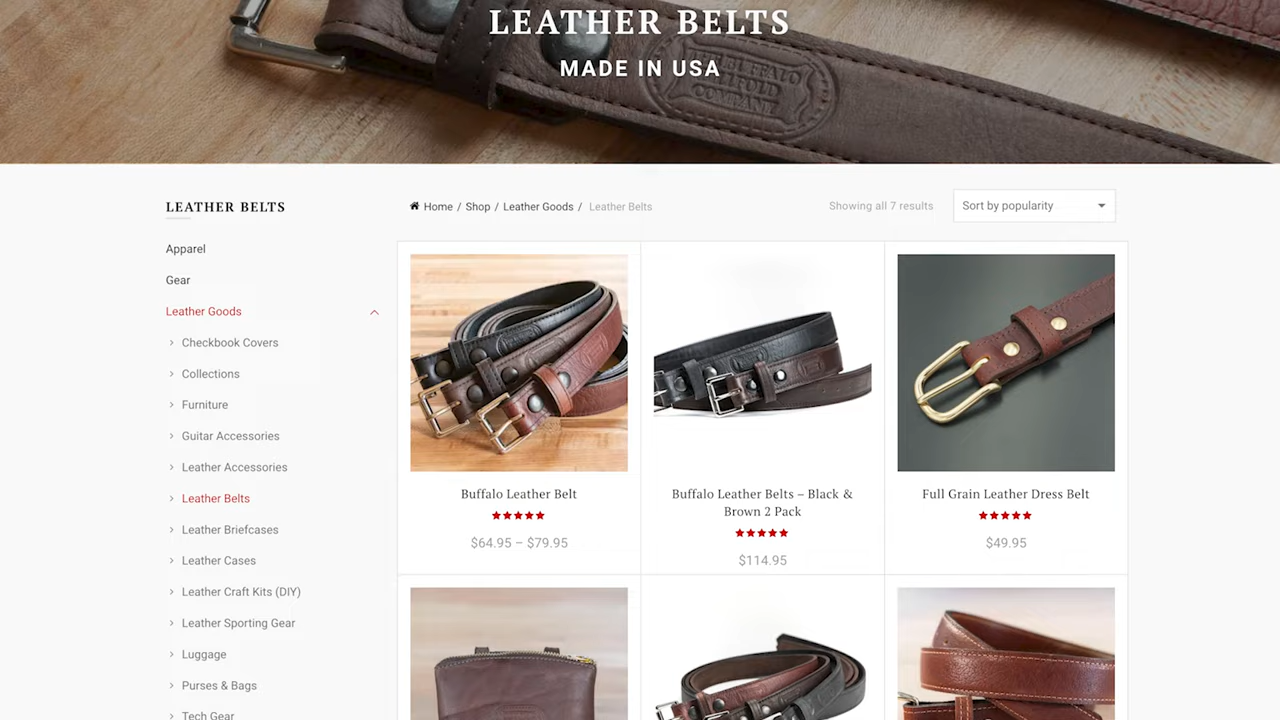 LEATHER BELTS
MADE IN USA
BUFFALO
BILLFOLD
COMPANY
LEATHER BELTS
Home / Shop / Leather Goods / Leather Belts
Showing all 7 results
Sort by popularity
Apparel
Gear
Leather Goods
Checkbook Covers
Collections
Furniture
Guitar Accessories
Leather Accessories
Leather Belts
Leather Briefcases
Leather Cases
Leather Craft Kits (DIY)
Leather Sporting Gear
Luggage
Purses & Bags
Tech Gear
Buffalo Leather Belt
$64.95 – $79.95
Buffalo Leather Belts – Black &
Brown 2 Pack
$114.95
Full Grain Leather Dress Belt
$49.95